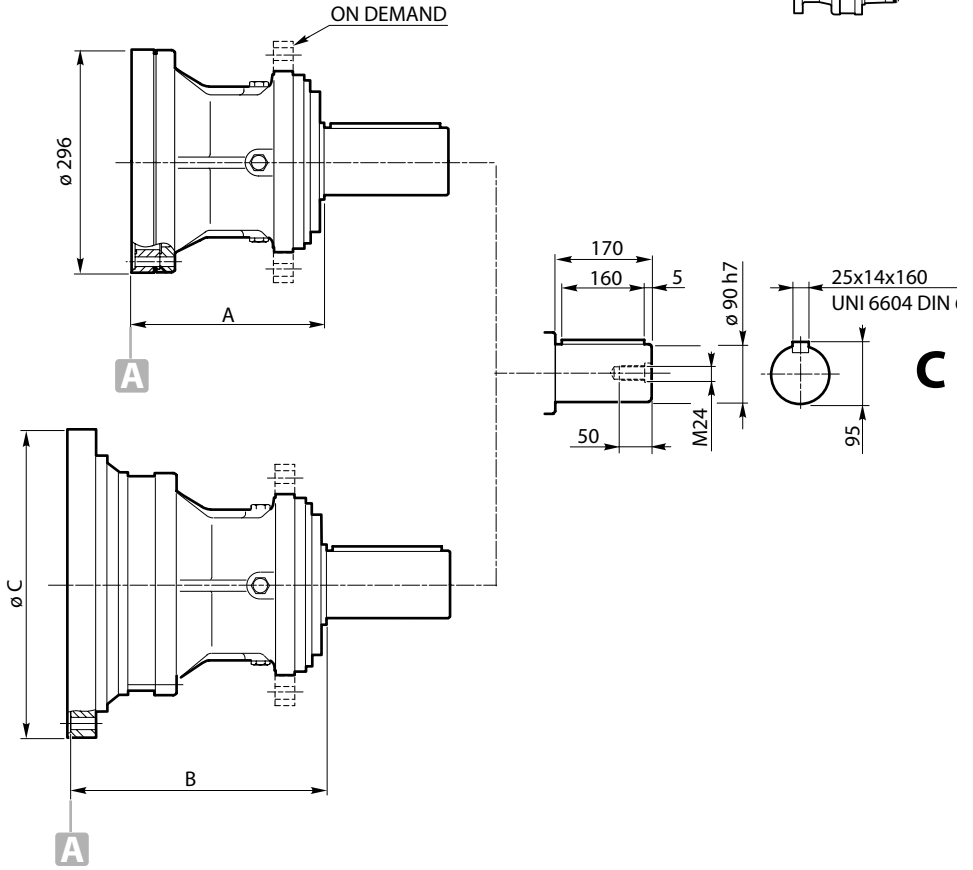 ON DEMAND
ø 296
A
A
170
160
5
ø 90 h7
25x14x160
UNI 6604 DIN
C
50
M24
95
ø C
B
A